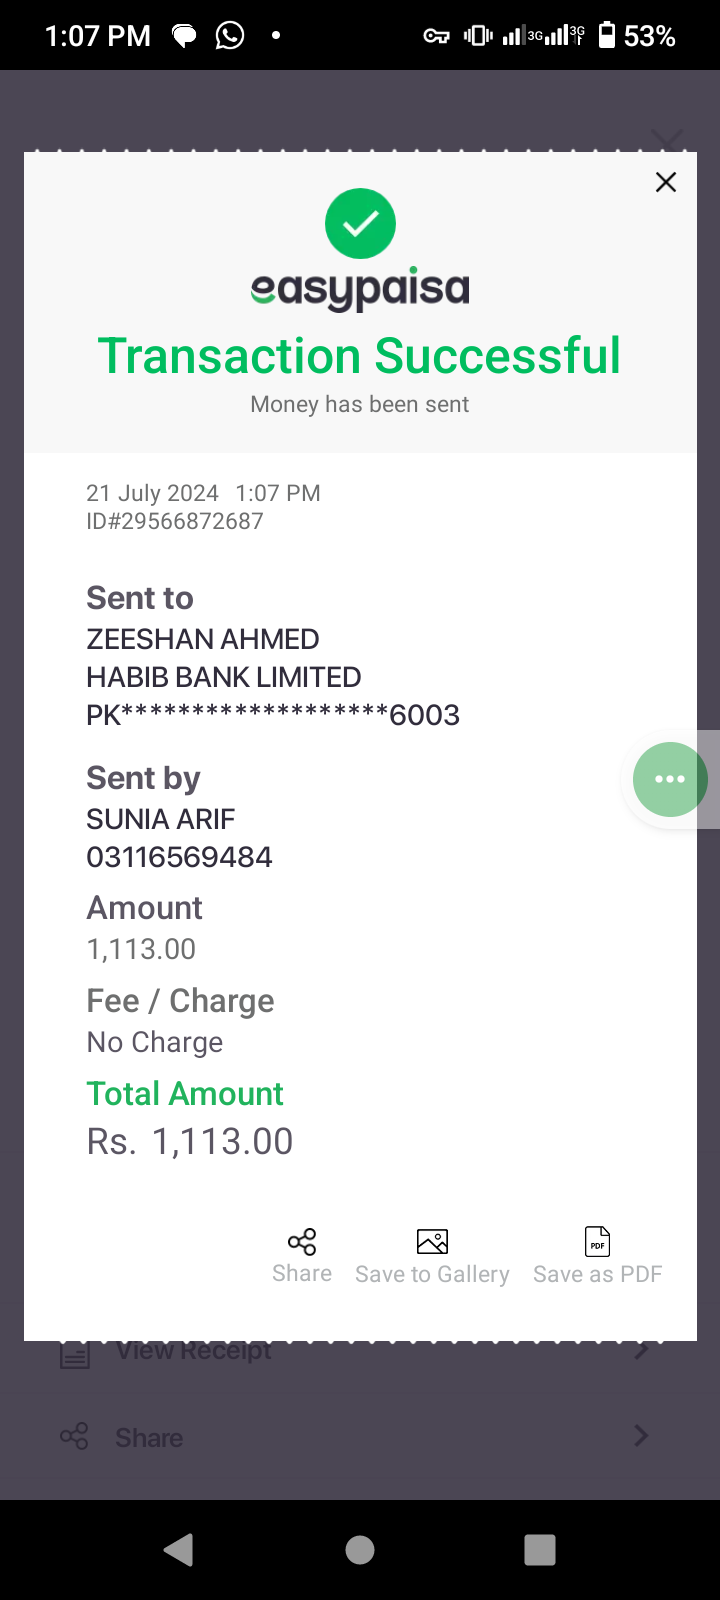 1:07 PM
3G 3G 53%
easypaisa
Transaction Successful
Money has been sent
21 July 2024 1:07 PM
ID#29566872687
Sent to
ZEESHAN AHMED
HABIB BANK LIMITED
PK*******************6003
Sent by
SUNIA ARIF
03116569484
Amount
1,113.00
Fee / Charge
No Charge
Total Amount
Rs. 1,113.00
PDF
Share Save to Gallery Save as PDF
View Receipt
Share